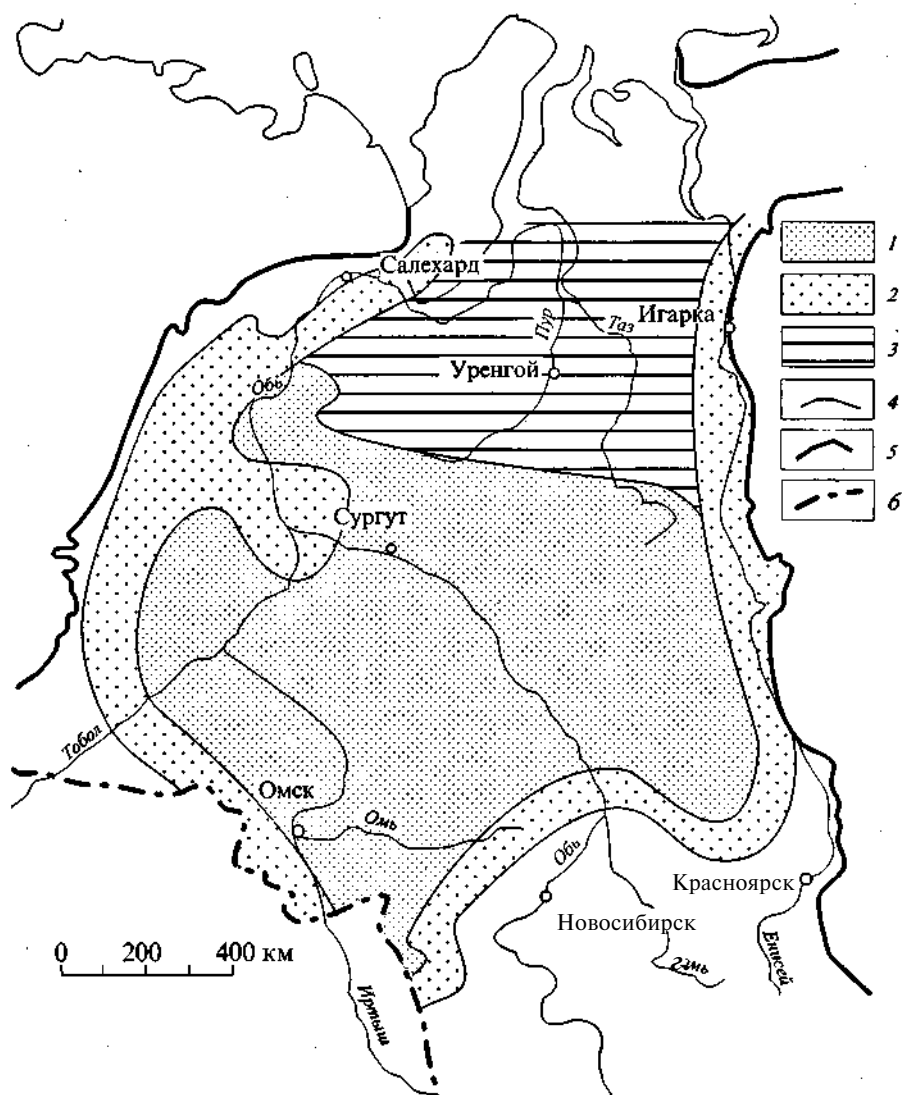 Салехард
Игарка
Пур
Таз
Уренгой
Обь
Сургут
Тобол
Омск
Омь
Обь
Красноярск
Новосибирск
Енисей
Иртыш
0 200 400 км
1
2
3
4
5
6